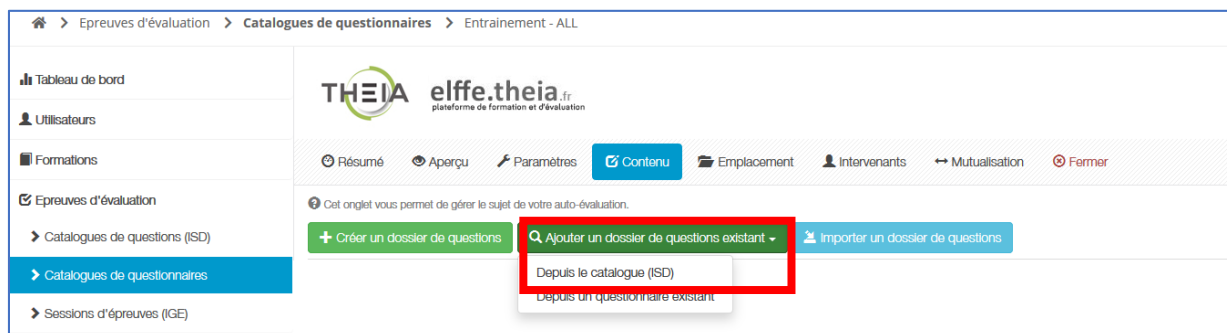 Epreuves d'évaluation > Catalogues de questionnaires > Entrainement - ALL
Tableau de bord
Utilisateurs
Formations
Epreuves d'évaluation
Catalogues de questions (ISD)
Catalogues de questionnaires
Sessions d'épreuves (IGE)
THEIA elffe.theia.fr
plateforme de formation et d'évaluation
Résumé Aperçu Paramètres Contenu Emplacement Intervenants Mutualisation Fermer
Cet onglet vous permet de gérer le sujet de votre auto-évaluation.
+ Créer un dossier de questions Ajouter un dossier de questions existant Importer un dossier de questions
Depuis le catalogue (ISD)
Depuis un questionnaire existant